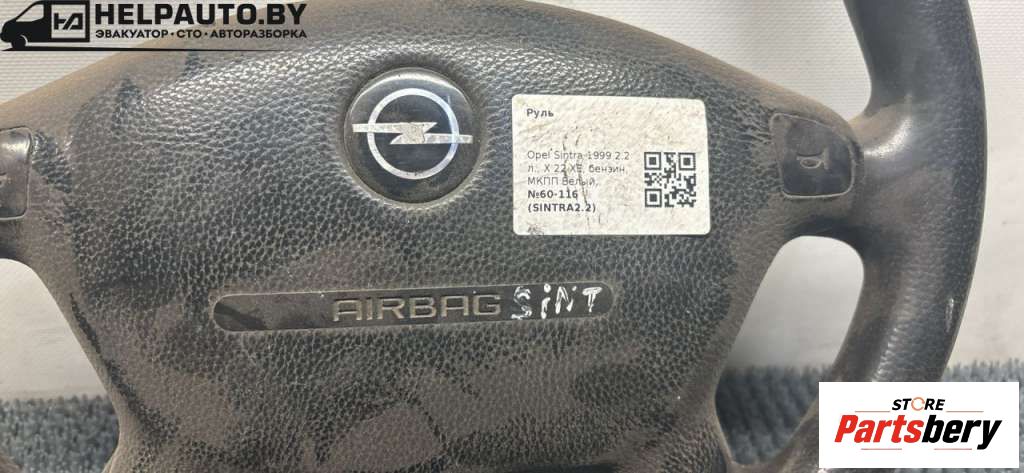 HELPAUTO.BY
ЭВАКУАТОР • СТО • АВТОРАЗБОРКА
Руль
Opel Sintra 1999 2.2
л., X 22 XE, бензин,
МКПП Белый,
№60-116
(SINTRA2.2)
AIRBAG SiNT
STORE
Partsbery